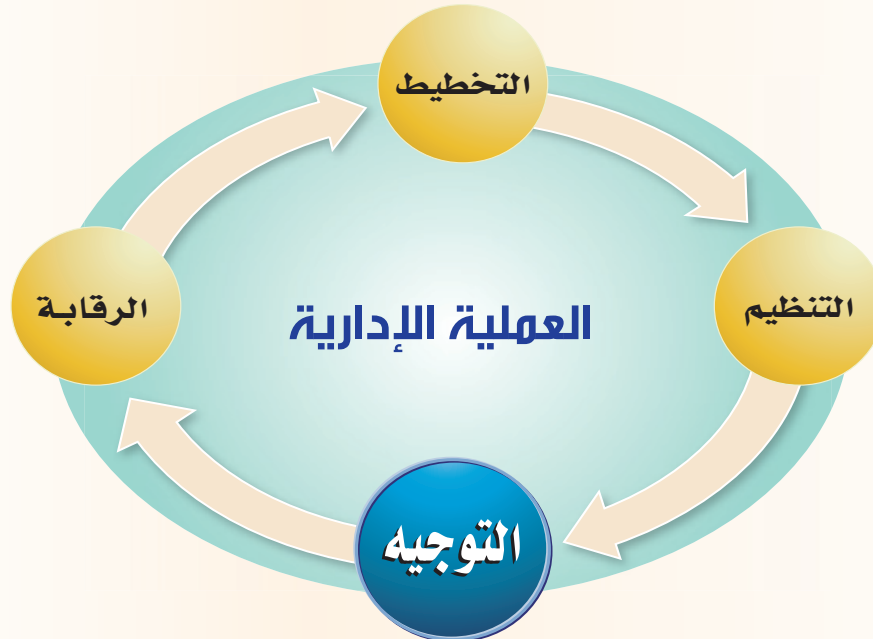 التخطيط
التنظيم
العملية الإدارية
الرقابة
التوجيه